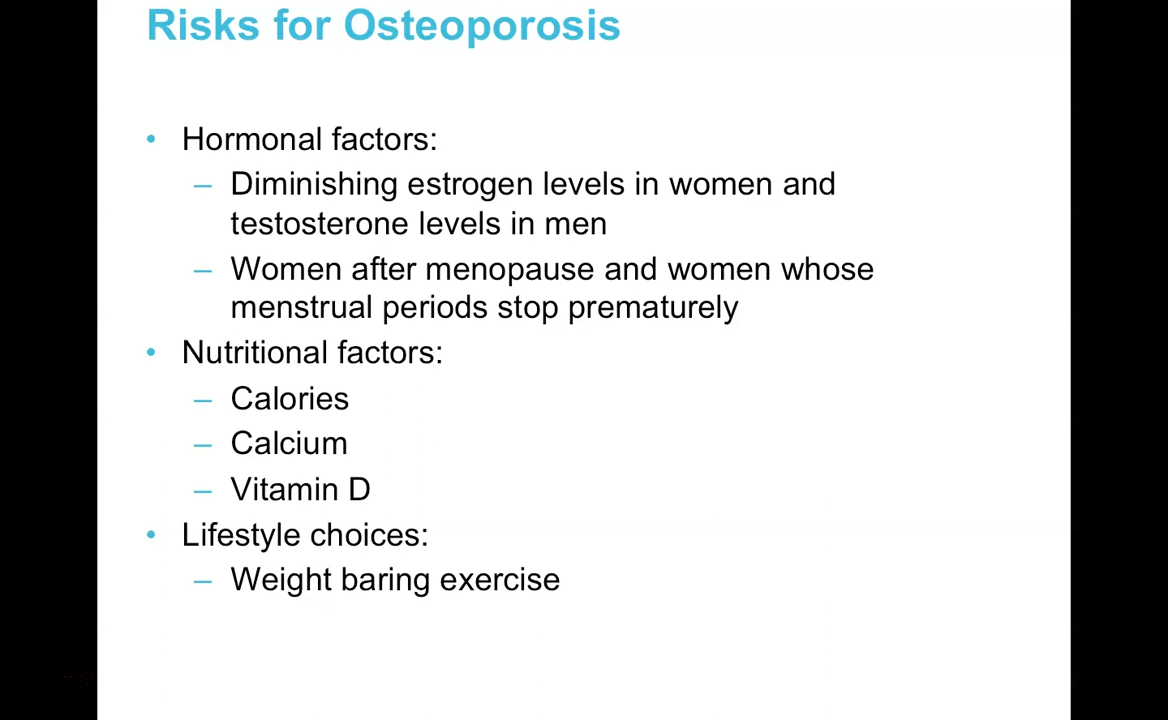 Risks for Osteoporosis
• Hormonal factors:
– Diminishing estrogen levels in women and
testosterone levels in men
– Women after menopause and women whose
menstrual periods stop prematurely
• Nutritional factors:
– Calories
– Calcium
– Vitamin D
• Lifestyle choices:
– Weight baring exercise